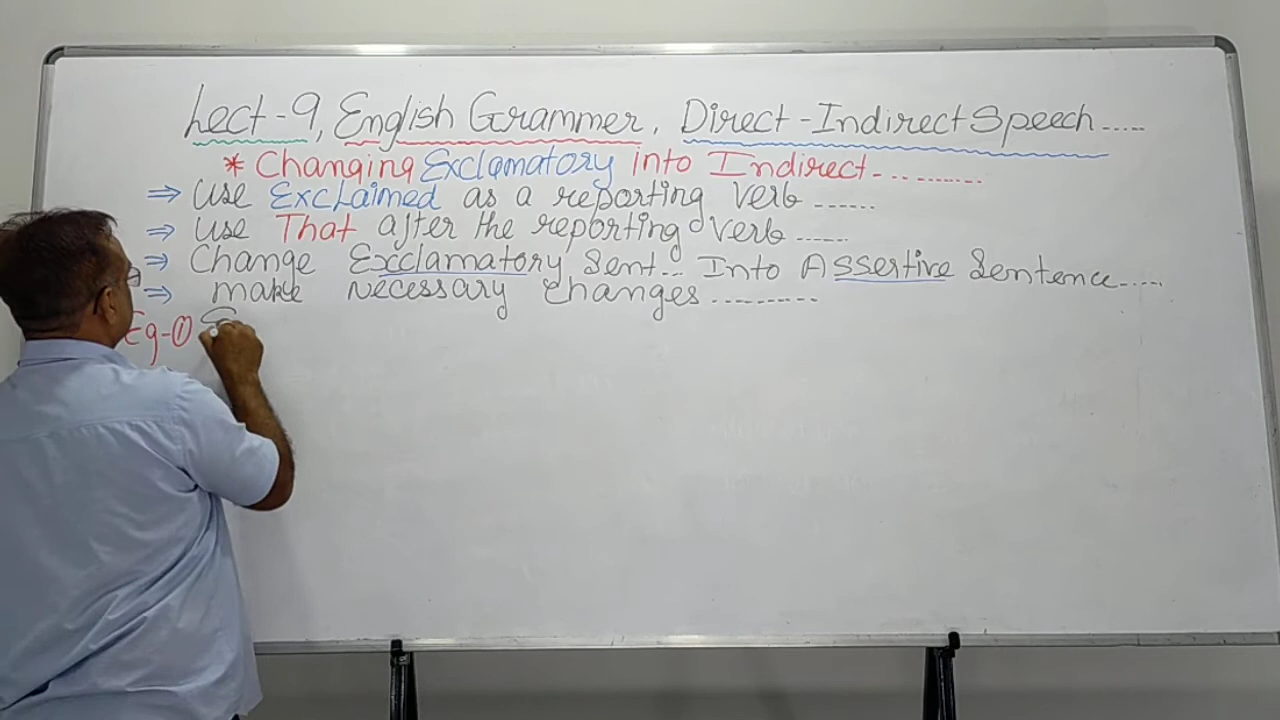 Lect-9, English Grammer, Direct-Indirect Speech.....
* Changing Exclamatory into Indirect...........
⇒ Use Exclaimed as a reporting Verb ......
⇒ Use That after the reporting Verb ......
⇒ Change Exclamatory Sent... Into Assertive Sentence.....
⇒ make necessary changes..........
Eg-①